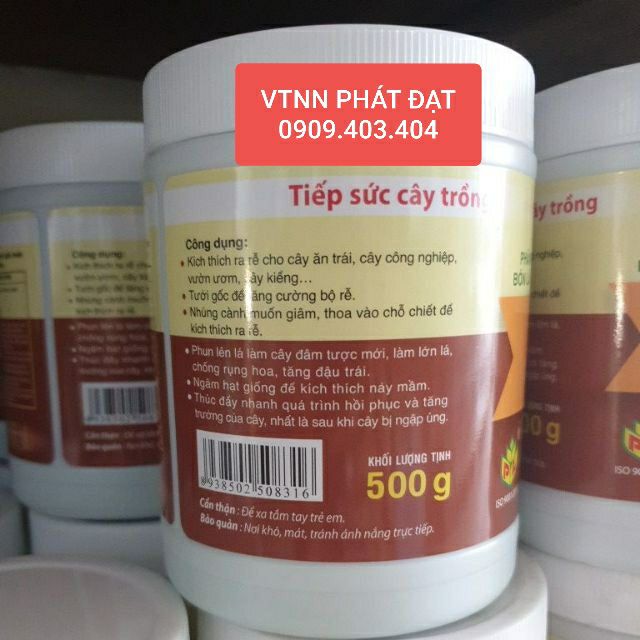 VTNN PHÁT ĐẠT
0909.403.404
Tiếp sức cây trồng
Công dụng:
• Kích thích ra rễ cho cây ăn trái, cây công nghiệp,
vườn ươm, cây kiểng...
• Tưới gốc để tăng cường bộ rễ.
• Nhúng cành muốn giâm, thoa vào chỗ chiết để
kích thích ra rễ.
• Phun lên lá làm cây đâm tược mới, làm lớn lá,
chống rụng hoa, tăng đậu trái.
• Ngâm hạt giống để kích thích nảy mầm.
• Thúc đẩy nhanh quá trình hồi phục và tăng
trưởng của cây, nhất là sau khi cây bị ngập úng.
8938502508316
KHỐI LƯỢNG TỊNH
500 g
Cẩn thận : Để xa tầm tay trẻ em.
Bảo quản : Nơi khô, mát, tránh ánh nắng trực tiếp.
ây trồng
Công dụng:
00 g
ISO 90